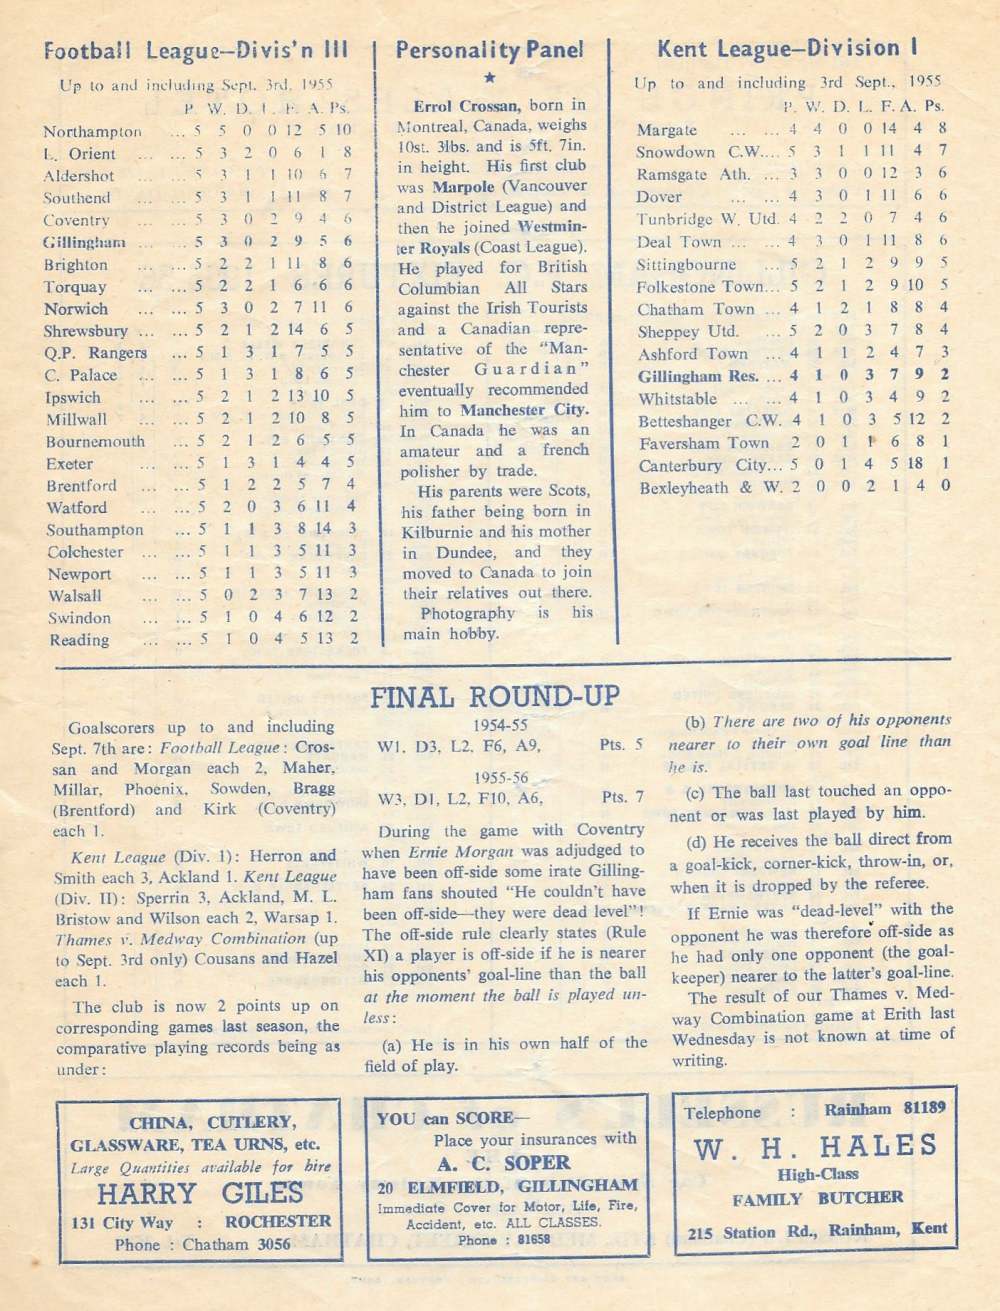 Football League—Divis'n III
Up to and including Sept. 3rd, 1955
P. W. D. L. F. A. Ps.
Northampton ... 5 5 0 0 12 5 10
L. Orient ... ... 5 3 2 0 6 1 8
Aldershot ... ... 5 3 1 1 10 6 7
Southend ... ... 5 3 1 1 11 8 7
Coventry ... ... 5 3 0 2 9 4 6
Gillingham ... ... 5 3 0 2 9 5 6
Brighton ... ... 5 2 2 1 11 8 6
Torquay ... ... 5 2 2 1 6 6 6
Norwich ... ... 5 3 0 2 7 11 6
Shrewsbury ... ... 5 2 1 2 14 6 5
Q.P. Rangers ... 5 1 3 1 7 5 5
C. Palace ... ... 5 1 3 1 8 6 5
Ipswich ... ... 5 2 1 2 13 10 5
Millwall ... ... 5 2 1 2 10 8 5
Bournemouth ... 5 2 1 2 6 5 5
Exeter ... ... 5 1 3 1 4 4 5
Brentford ... ... 5 1 2 2 5 7 4
Watford ... ... 5 2 0 3 6 11 4
Southampton ... 5 1 1 3 8 14 3
Colchester ... ... 5 1 1 3 5 11 3
Newport ... ... 5 1 1 3 5 11 3
Walsall ... ... 5 0 2 3 7 13 2
Swindon ... ... 5 1 0 4 6 12 2
Reading ... ... 5 1 0 4 5 13 2
Personality Panel
★
Errol Crossan, born in
Montreal, Canada, weighs
10st. 3lbs. and is 5ft. 7in.
in height. His first club
was Marpole (Vancouver
and District League) and
then he joined Westmin-
ter Royals (Coast League).
He played for British
Columbian All Stars
against the Irish Tourists
and a Canadian repre-
sentative of the "Man-
chester Guardian"
eventually recommended
him to Manchester City.
In Canada he was an
amateur and a french
polisher by trade.
His parents were Scots,
his father being born in
Kilburnie and his mother
in Dundee, and they
moved to Canada to join
their relatives out there.
Photography is his
main hobby.
Kent League—Division I
Up to and including 3rd Sept., 1955
P. W. D. L. F. A. Ps.
Margate ... ... 4 4 0 0 14 4 8
Snowdown C.W.... 5 3 1 1 11 4 7
Ramsgate Ath. ... 3 3 0 0 12 3 6
Dover ... ... 4 3 0 1 11 6 6
Tunbridge W. Utd. 4 2 2 0 7 4 6
Deal Town ... ... 4 3 0 1 11 8 6
Sittingbourne ... 5 2 1 2 9 9 5
Folkestone Town... 5 2 1 2 9 10 5
Chatham Town ... 4 1 2 1 8 8 4
Sheppey Utd. ... 5 2 0 3 7 8 4
Ashford Town ... 4 1 1 2 4 7 3
Gillingham Res. ... 4 1 0 3 7 9 2
Whitstable ... ... 4 1 0 3 4 9 2
Betteshanger C.W. 4 1 0 3 5 12 2
Faversham Town 2 0 1 1 6 8 1
Canterbury City... 5 0 1 4 5 18 1
Bexleyheath & W. 2 0 0 2 1 4 0
FINAL ROUND-UP
Goalscorers up to and including
Sept. 7th are: Football League: Cros-
san and Morgan each 2, Maher,
Millar, Phoenix, Sowden, Bragg
(Brentford) and Kirk (Coventry)
each 1.
Kent League (Div. 1): Herron and
Smith each 3, Ackland 1. Kent League
(Div. II): Sperrin 3, Ackland, M. L.
Bristow and Wilson each 2, Warsap 1.
Thames v. Medway Combination (up
to Sept. 3rd only) Cousans and Hazel
each 1.
The club is now 2 points up on
corresponding games last season, the
comparative playing records being as
under:
1954-55
W1, D3, L2, F6, A9, Pts. 5
1955-56
W3, D1, L2, F10, A6, Pts. 7
During the game with Coventry
when Ernie Morgan was adjudged to
have been off-side some irate Gilling-
ham fans shouted "He couldn't have
been off-side—they were dead level"!
The off-side rule clearly states (Rule
XI) a player is off-side if he is nearer
his opponents' goal-line than the ball
at the moment the ball is played un-
less:
(a) He is in his own half of the
field of play.
(b) There are two of his opponents
nearer to their own goal line than
he is.
(c) The ball last touched an oppo-
nent or was last played by him.
(d) He receives the ball direct from
a goal-kick, corner-kick, throw-in, or,
when it is dropped by the referee.
If Ernie was "dead-level" with the
opponent he was therefore off-side as
he had only one opponent (the goal-
keeper) nearer to the latter's goal-line.
The result of our Thames v. Med-
way Combination game at Erith last
Wednesday is not known at time of
writing.
CHINA, CUTLERY,
GLASSWARE, TEA URNS, etc.
Large Quantities available for hire
HARRY GILES
131 City Way : ROCHESTER
Phone : Chatham 3056
YOU can SCORE—
Place your insurances with
A. C. SOPER
20 ELMFIELD, GILLINGHAM
Immediate Cover for Motor, Life, Fire,
Accident, etc. ALL CLASSES.
Phone : 81658
Telephone : Rainham 81189
W. H. HALES
High-Class
FAMILY BUTCHER
215 Station Rd., Rainham, Kent